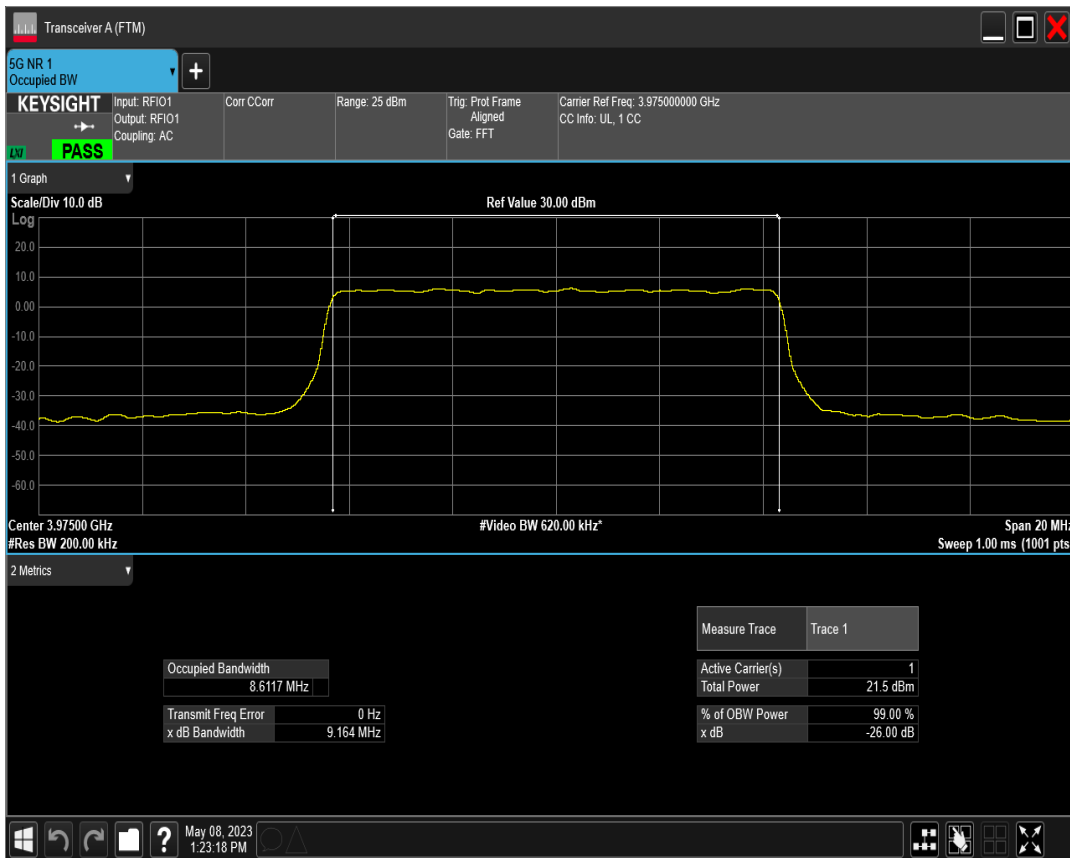 Transceiver A (FTM)
5G NR 1
Occupied BW
KEYSIGHT
LXI
PASS
Input: RFIO1
Output: RFIO1
Coupling: AC
Corr CCorr
Range: 25 dBm
Trig: Prot Frame
Aligned
Gate: FFT
Carrier Ref Freq: 3.975000000 GHz
CC Info: UL, 1 CC
1 Graph
Scale/Div 10.0 dB
Ref Value 30.00 dBm
Log
20.0
10.0
0.00
-10.0
-20.0
-30.0
-40.0
-50.0
-60.0
Center 3.97500 GHz
#Video BW 620.00 kHz*
Span 20 MHz
#Res BW 200.00 kHz
Sweep 1.00 ms (1001 pts
2 Metrics
Measure Trace Trace 1
Occupied Bandwidth
8.6117 MHz
Active Carrier(s) 1
Total Power 21.5 dBm
Transmit Freq Error 0 Hz
x dB Bandwidth 9.164 MHz
% of OBW Power 99.00 %
x dB -26.00 dB
?
May 08, 2023
1:23:18 PM